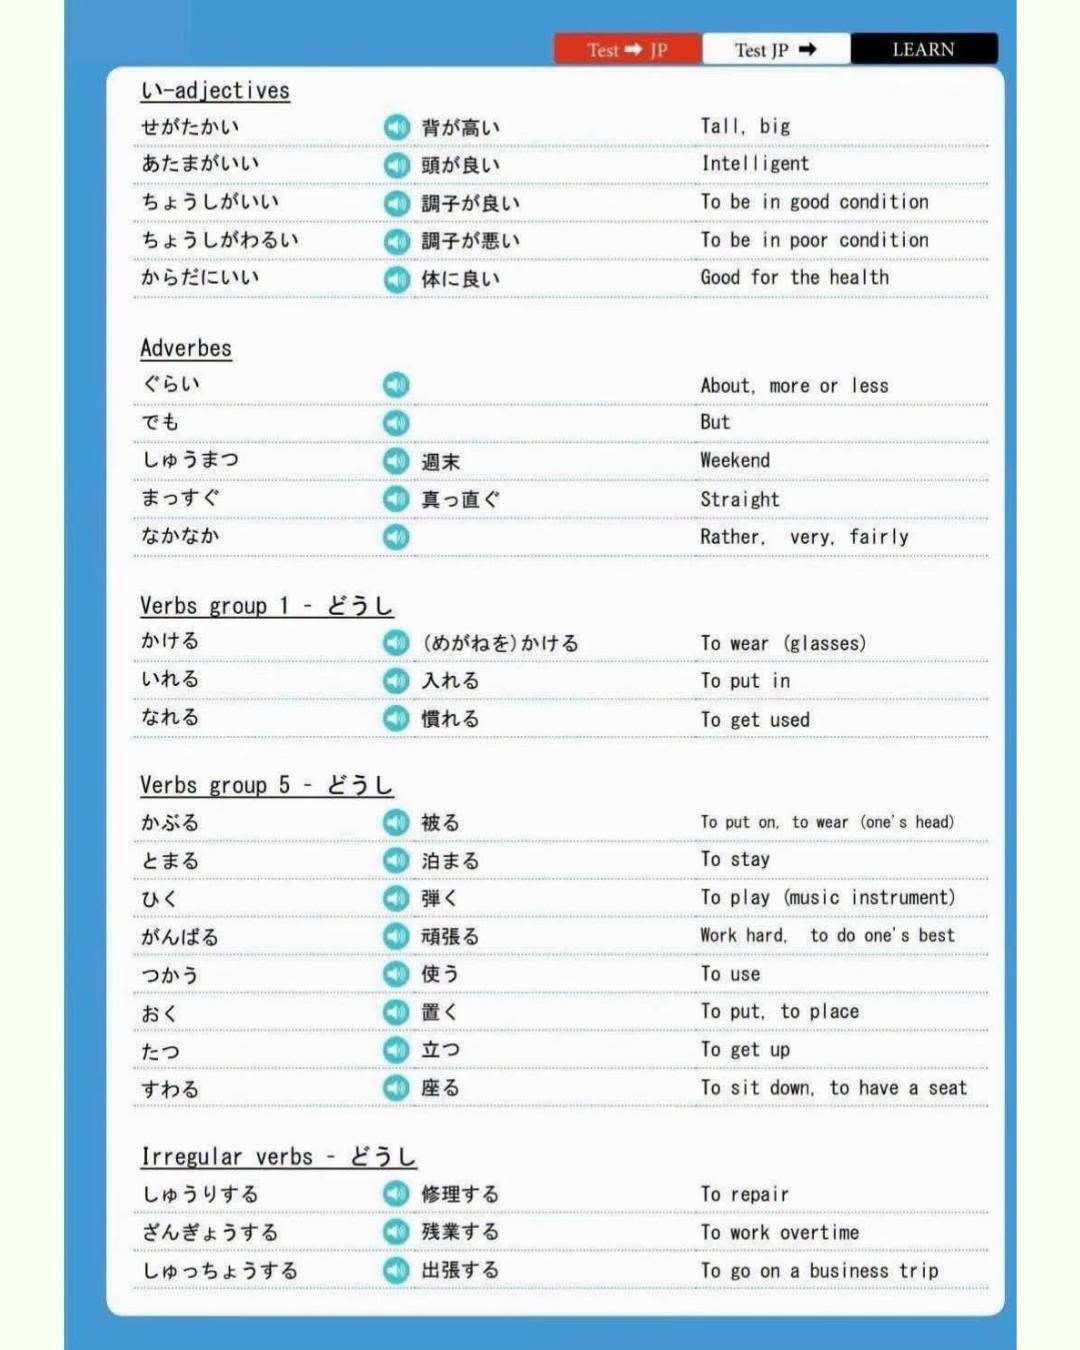 Test ➡ JP Test JP ➡ LEARN
い-adjectives
せがたかい 背が高い Tall, big
あたまがいい 頭が良い Intelligent
ちょうしがいい 調子が良い To be in good condition
ちょうしがわるい 調子が悪い To be in poor condition
からだにいい 体に良い Good for the health
Adverbes
ぐらい About, more or less
でも But
しゅうまつ 週末 Weekend
まっすぐ 真っ直ぐ Straight
なかなか Rather, very, fairly
Verbs group 1 - どうし
かける (めがねを)かける To wear (glasses)
いれる 入れる To put in
なれる 慣れる To get used
Verbs group 5 - どうし
かぶる 被る To put on, to wear (one's head)
とまる 泊まる To stay
ひく 弾く To play (music instrument)
がんばる 頑張る Work hard, to do one's best
つかう 使う To use
おく 置く To put, to place
たつ 立つ To get up
すわる 座る To sit down, to have a seat
Irregular verbs - どうし
しゅうりする 修理する To repair
ざんぎょうする 残業する To work overtime
しゅっちょうする 出張する To go on a business trip